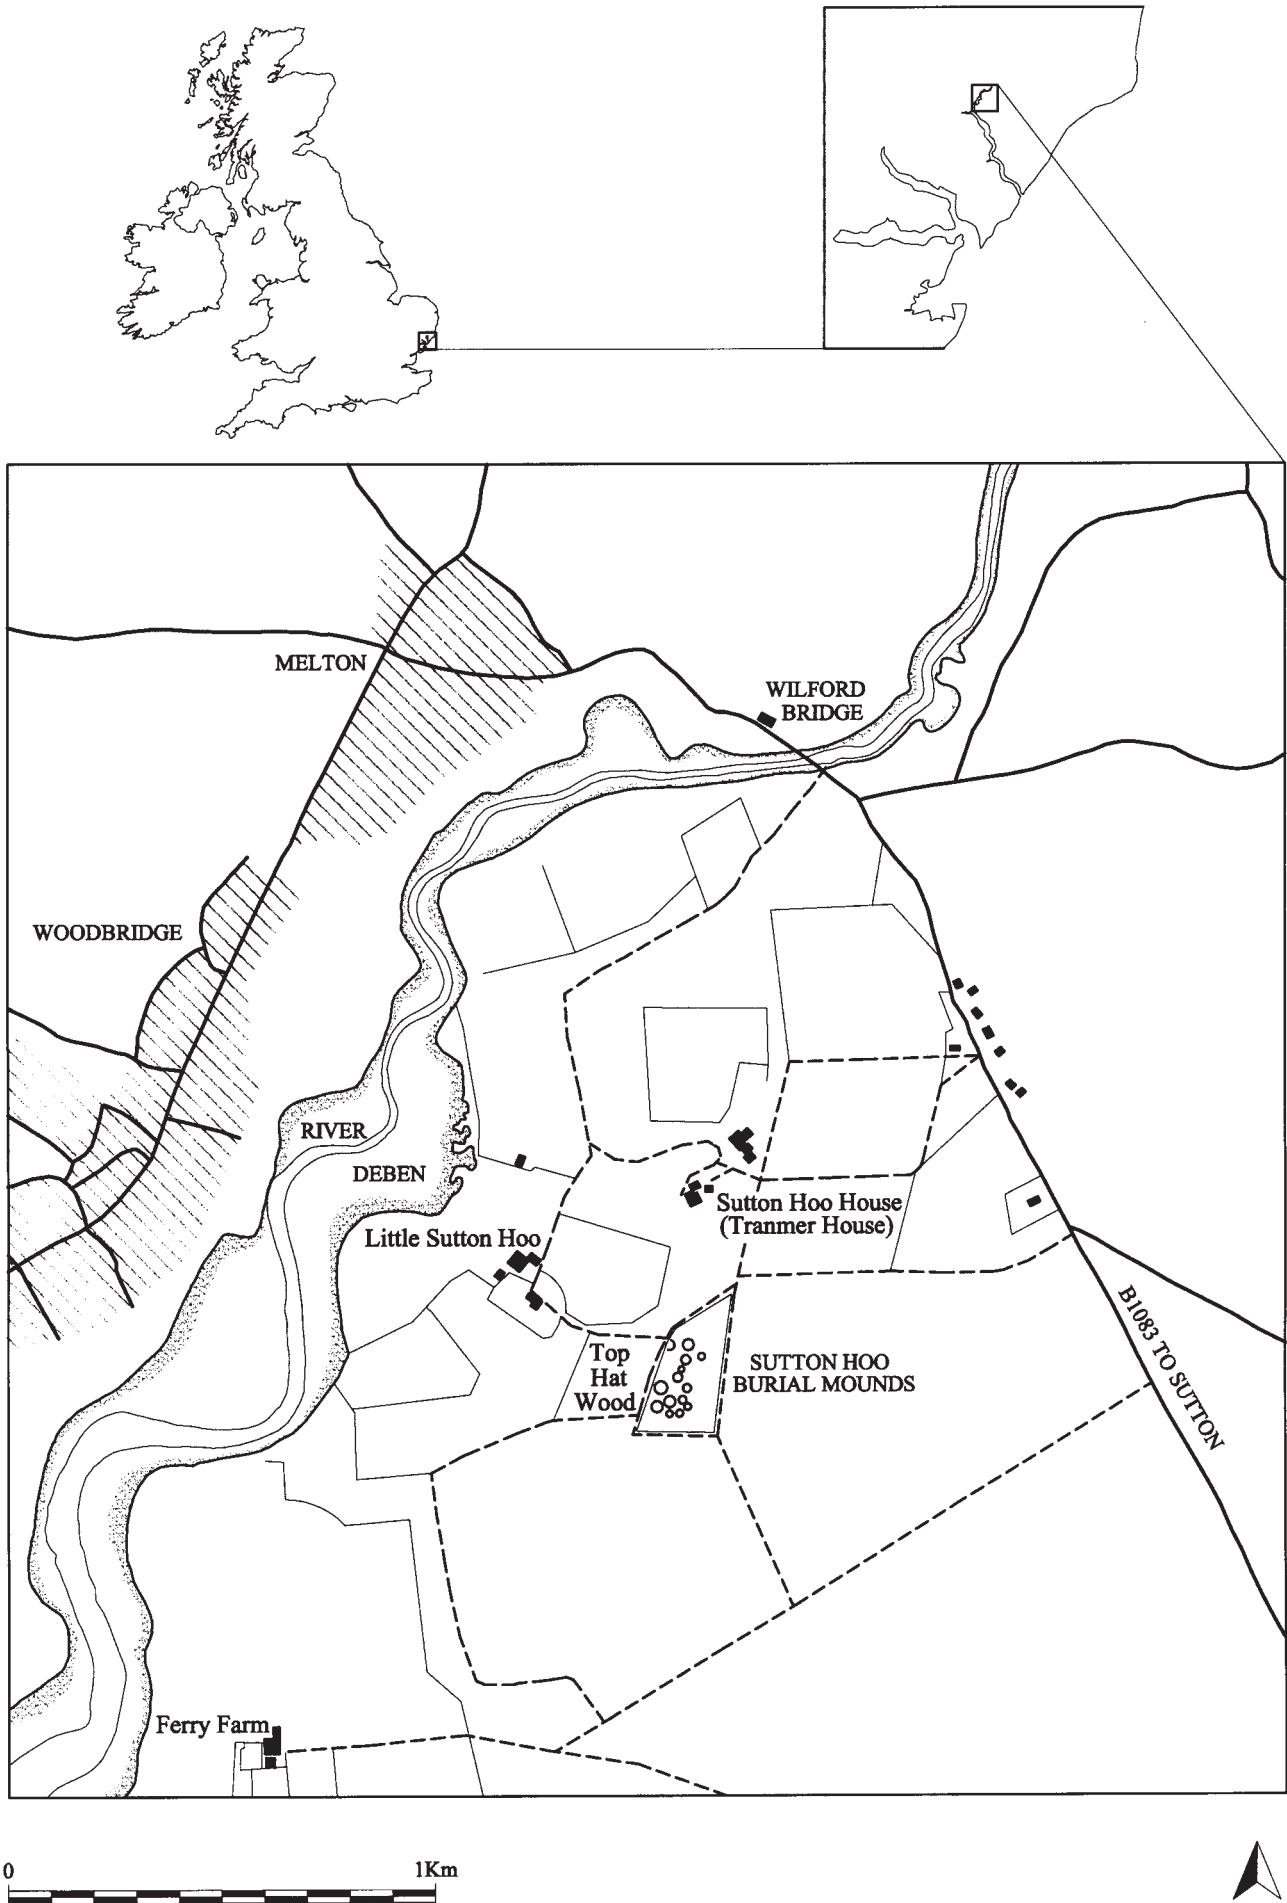 MELTON
WILFORD
BRIDGE
WOODBRIDGE
RIVER
DEBEN
Sutton Hoo House
(Tranmer House)
Little Sutton Hoo
B1083 TO SUTTON
Top
Hat
Wood
SUTTON HOO
BURIAL MOUNDS
Ferry Farm
0
1Km